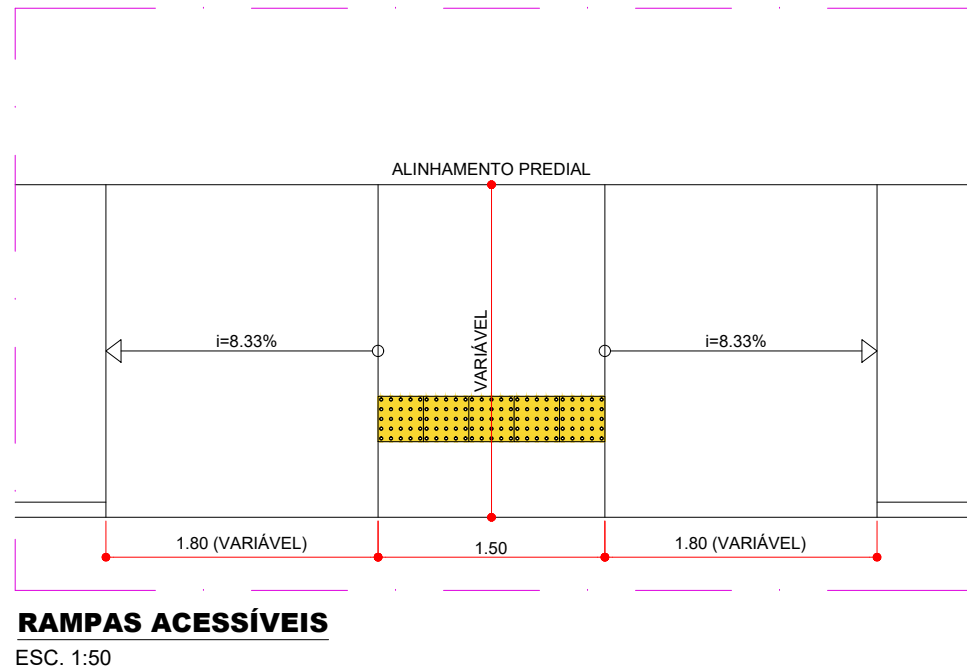 ALINHAMENTO PREDIAL
i=8.33%
VARIÁVEL
i=8.33%
1.80 (VARIÁVEL)
1.50
1.80 (VARIÁVEL)
RAMPAS ACESSÍVEIS
ESC. 1:50